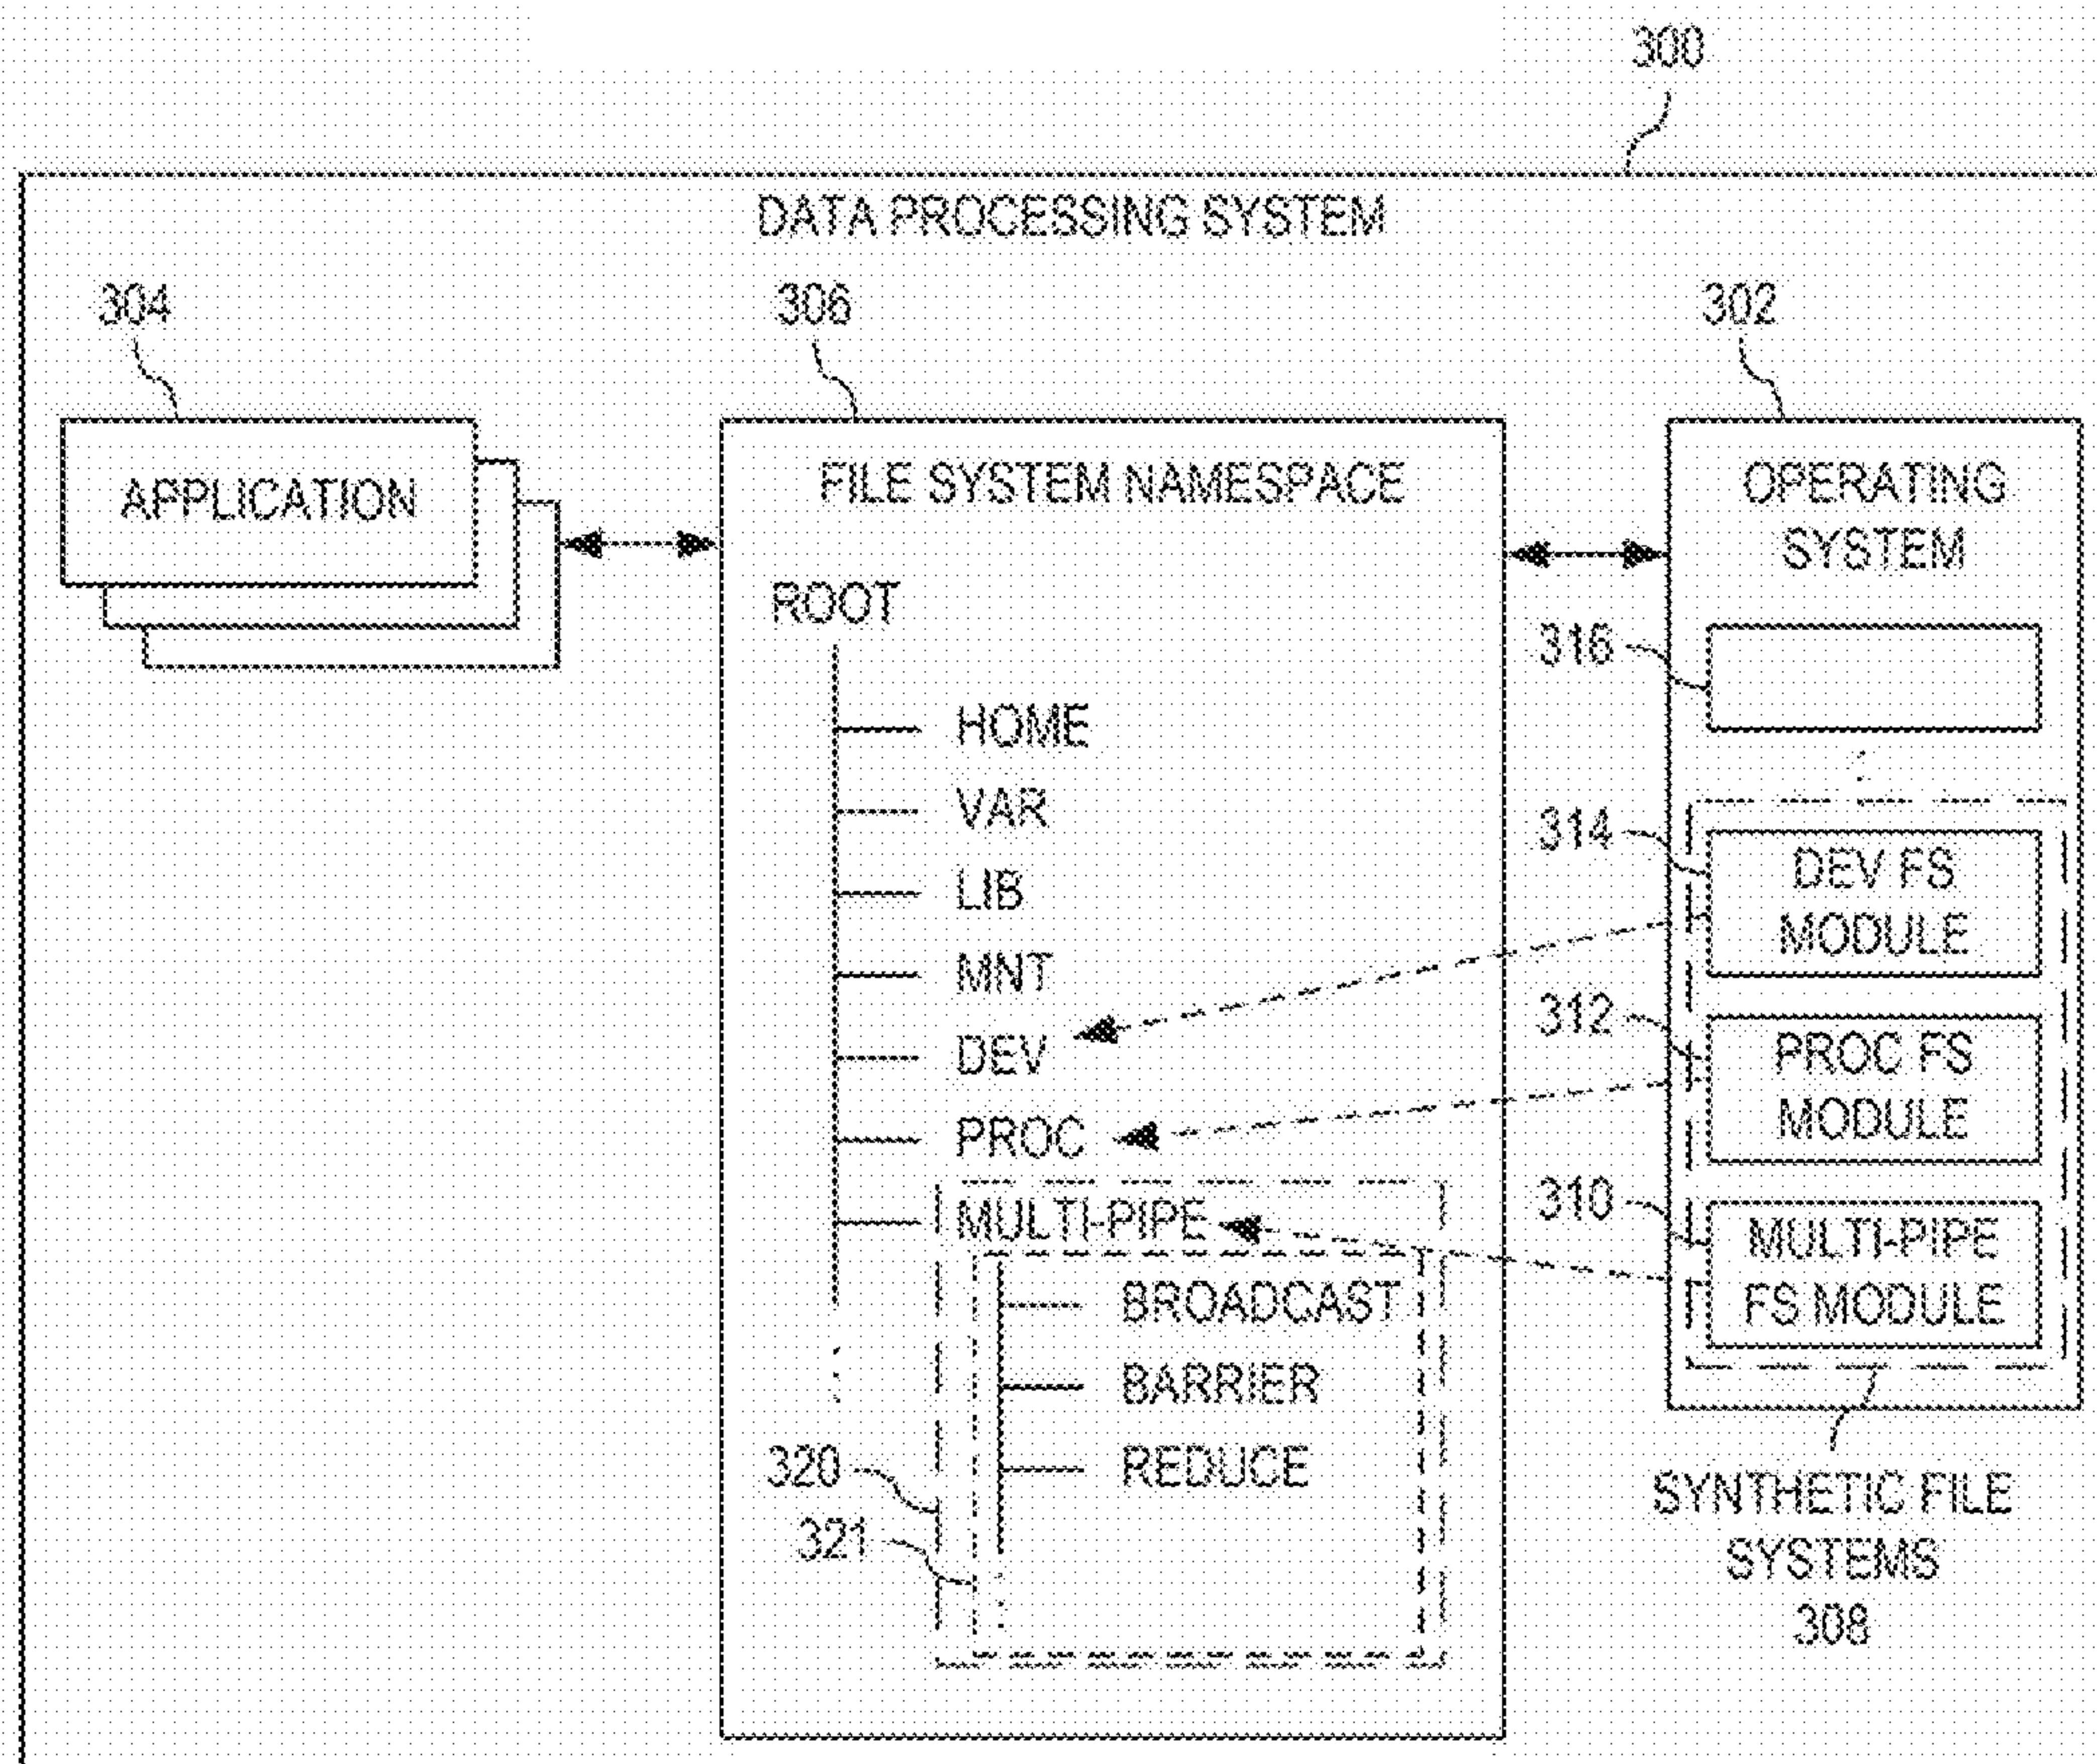 300
DATA PROCESSING SYSTEM
304
306
302
APPLICATION
FILE SYSTEM NAMESPACE
ROOT
HOME
VAR
LIB
MNT
DEV
PROC
MULTI-PIPE
BROADCAST
BARRIER
REDUCE
320
321
OPERATING
SYSTEM
316
314
DEV FS
MODULE
312
PROC FS
MODULE
310
MULTI-PIPE
FS MODULE
SYNTHETIC FILE
SYSTEMS
308